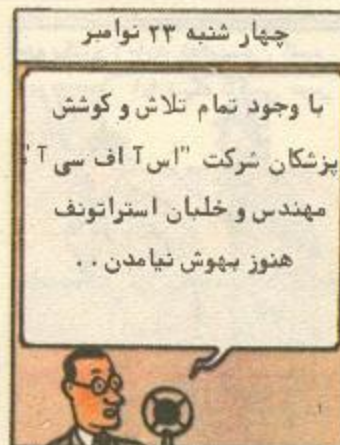 چهار شنبه ۲۳ نوامبر
با وجود تمام تلاش و کوشش
پزشکان شرکت "اس آ اف سی آ"
مهندس و خلبان استراتونف
هنوز بهوش نیامدن . .